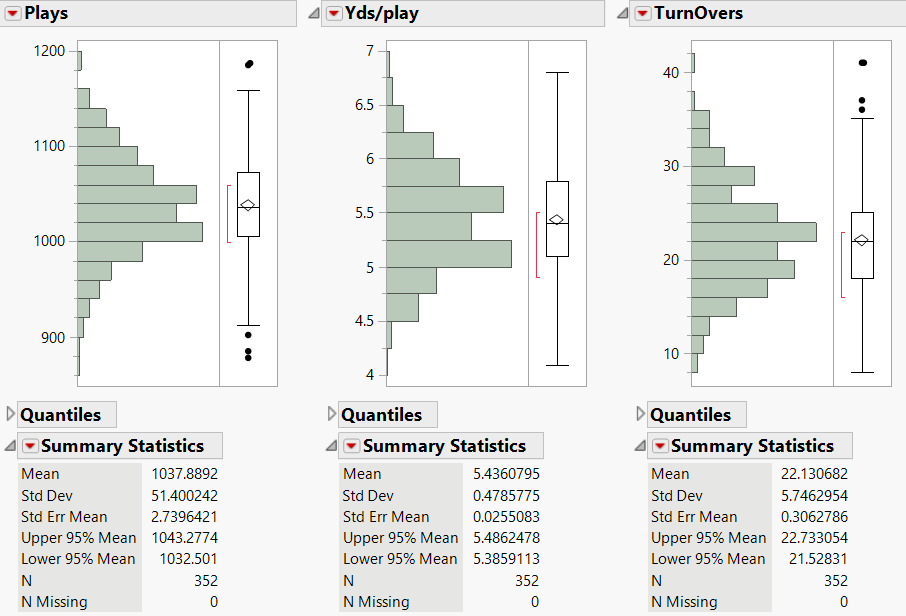 Plays
1200
1100
1000
900
Quantiles
Summary Statistics
Mean 1037.8892
Std Dev 51.400242
Std Err Mean 2.7396421
Upper 95% Mean 1043.2774
Lower 95% Mean 1032.501
N 352
N Missing 0
Yds/play
7
6.5
6
5.5
5
4.5
4
Quantiles
Summary Statistics
Mean 5.4360795
Std Dev 0.4785775
Std Err Mean 0.0255083
Upper 95% Mean 5.4862478
Lower 95% Mean 5.3859113
N 352
N Missing 0
TurnOvers
40
30
20
10
Quantiles
Summary Statistics
Mean 22.130682
Std Dev 5.7462954
Std Err Mean 0.3062786
Upper 95% Mean 22.733054
Lower 95% Mean 21.52831
N 352
N Missing 0